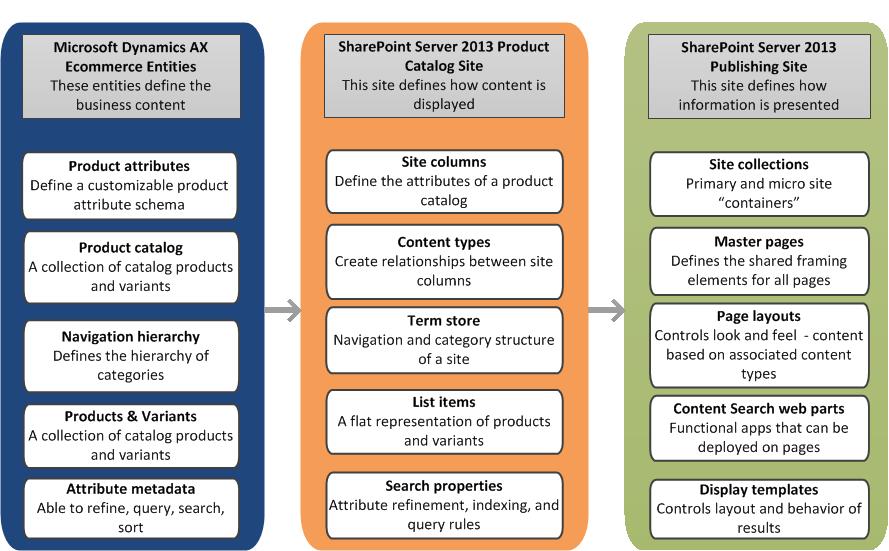 Microsoft Dynamics AX
Ecommerce Entities
These entities define the
business content
Product attributes
Define a customizable product
attribute schema
Product catalog
A collection of catalog products
and variants
Navigation hierarchy
Defines the hierarchy of
categories
Products & Variants
A collection of catalog products
and variants
Attribute metadata
Able to refine, query, search,
sort
SharePoint Server 2013 Product
Catalog Site
This site defines how content is
displayed
Site columns
Define the attributes of a product
catalog
Content types
Create relationships between site
columns
Term store
Navigation and category structure
of a site
List items
A flat representation of products
and variants
Search properties
Attribute refinement, indexing, and
query rules
SharePoint Server 2013
Publishing Site
This site defines how
information is presented
Site collections
Primary and micro site
“containers”
Master pages
Defines the shared framing
elements for all pages
Page layouts
Controls look and feel  - content
based on associated content
types
Content Search web parts
Functional apps that can be
deployed on pages
Display templates
Controls layout and behavior of
results